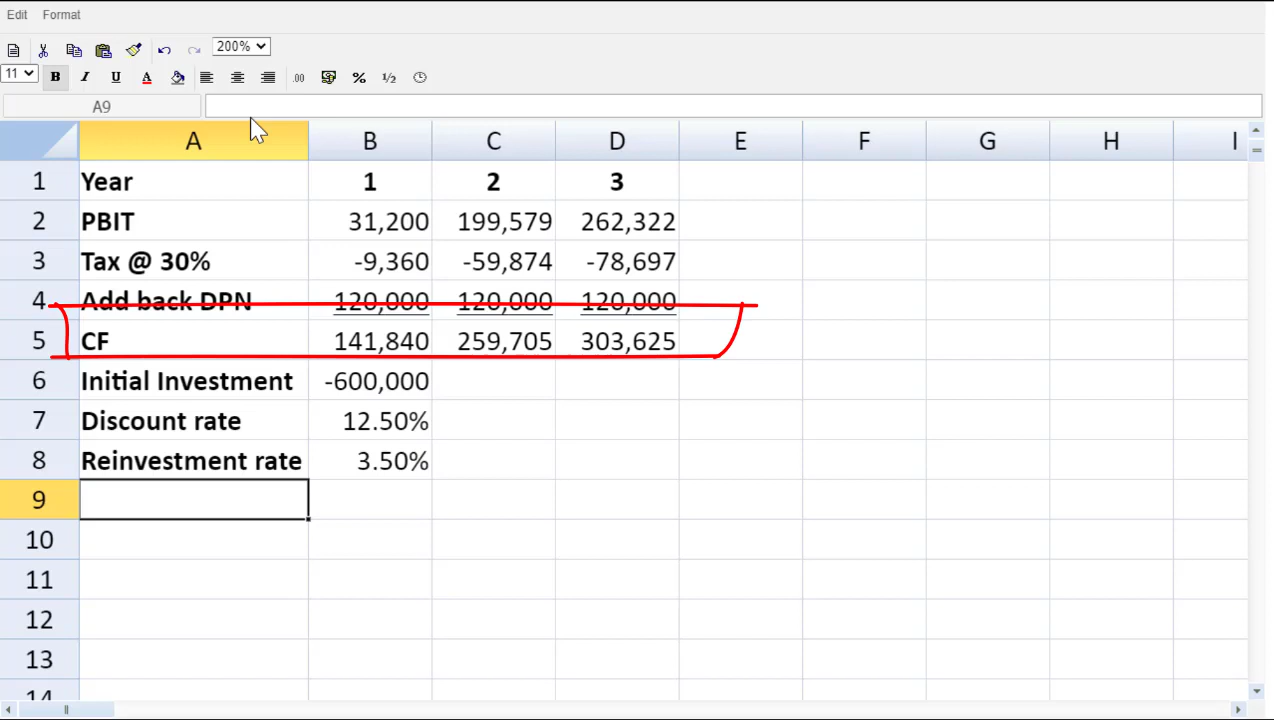 Edit Format
200%
11 B I U A .00 % ½
A9
A B C D E F G H I
1 Year 1 2 3
2 PBIT 31,200 199,579 262,322
3 Tax @ 30% -9,360 -59,874 -78,697
4 Add back DPN 120,000 120,000 120,000
5 CF 141,840 259,705 303,625
6 Initial Investment -600,000
7 Discount rate 12.50%
8 Reinvestment rate 3.50%
9
10
11
12
13
14